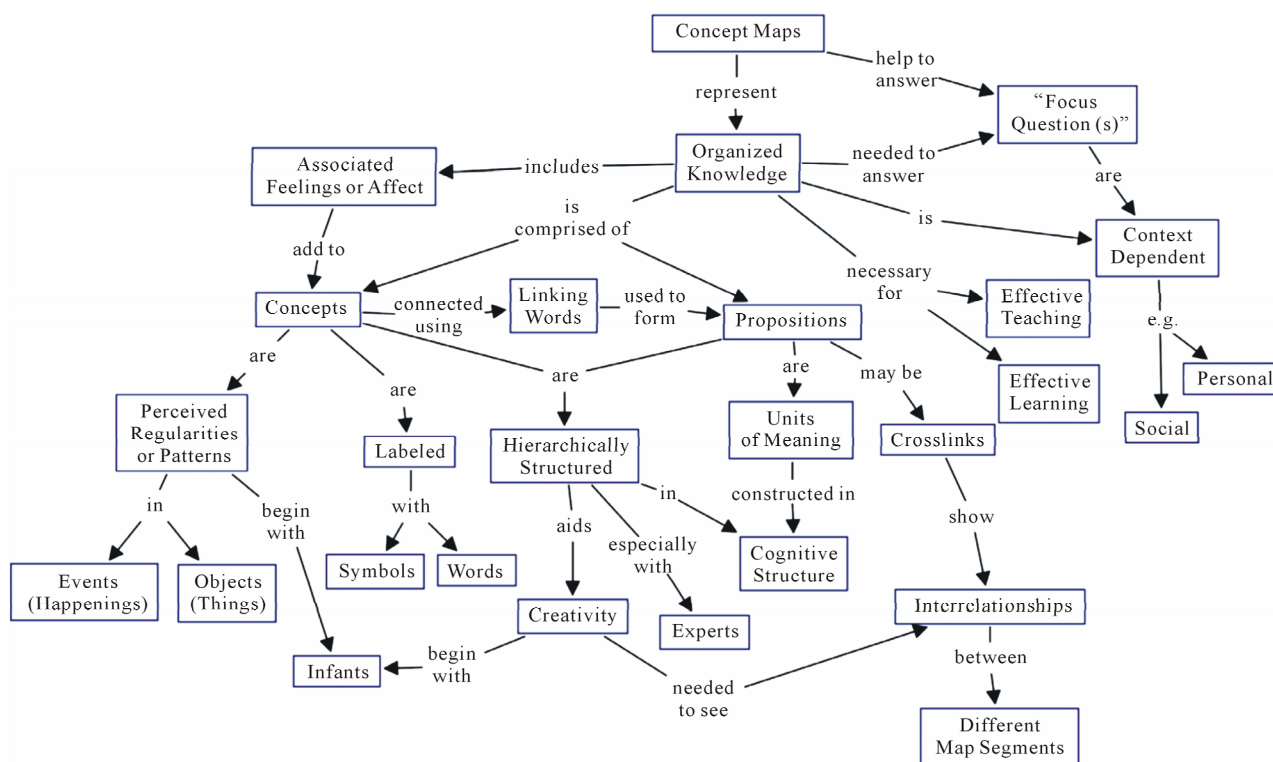 Concept Maps
help to
answer
represent
“Focus
Question (s)”
Organized
Knowledge
needed to
answer
includes
Associated
Feelings or Affect
are
is
is
comprised of
Context
Dependent
add to
necessary
for
Effective
Teaching
Concepts
connected
using
Linking
Words
used to
form
Propositions
e.g.
are
are
are
are
may be
Effective
Learning
Personal
Social
Perceived
Regularities
or Patterns
Labeled
Hierarchically
Structured
Units
of Meaning
Crosslinks
in
begin
with
with
aids
in
especially
with
constructed in
show
Events
(Happenings)
Objects
(Things)
Symbols
Words
Cognitive
Structure
Creativity
Experts
Interrelationships
Infants
begin
with
needed
to see
between
Different
Map Segments